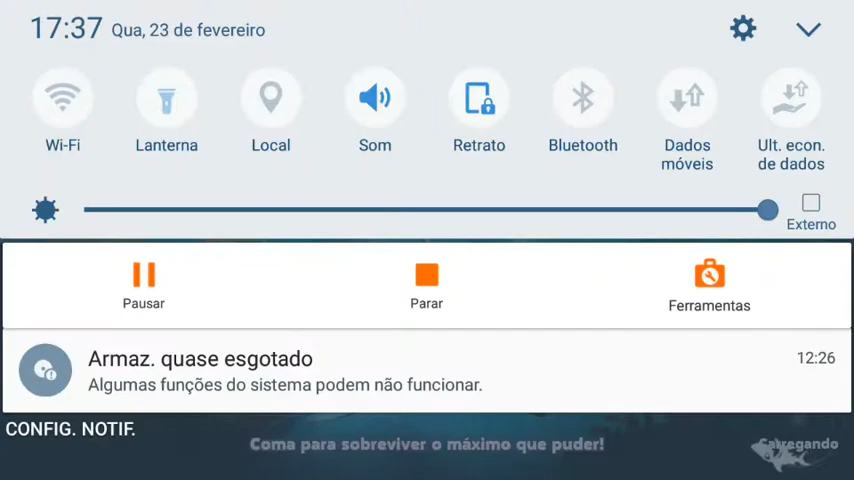 17:37 Qua, 23 de fevereiro
Wi-Fi
Lanterna
Local
Som
Retrato
Bluetooth
Dados
móveis
Ult. econ.
de dados
Externo
Pausar
Parar
Ferramentas
Armaz. quase esgotado
12:26
Algumas funções do sistema podem não funcionar.
CONFIG. NOTIF.
Coma para sobreviver o máximo que puder!
Carregando